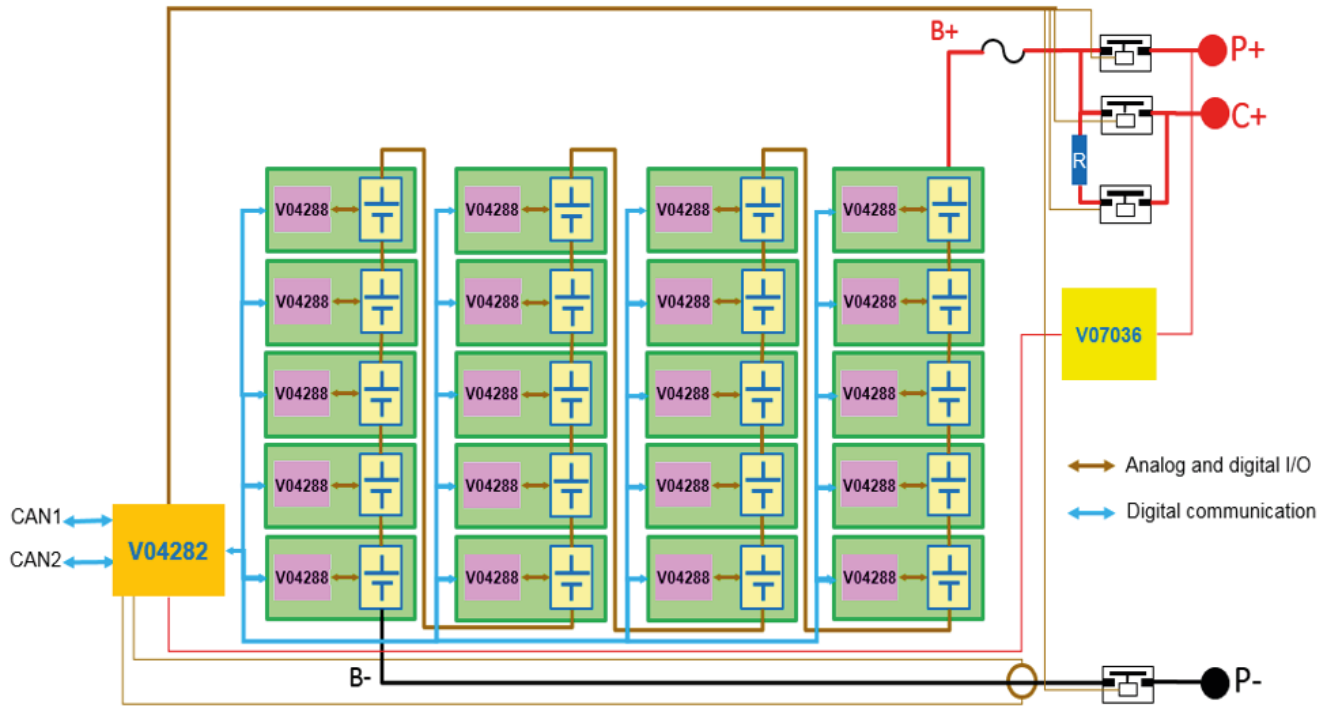 B+
P+
C+
R
V04288 V04288 V04288 V04288
V04288 V04288 V04288 V04288
V07036
V04288 V04288 V04288 V04288
Analog and digital I/O
V04288 V04288 V04288 V04288
Digital communication
CAN1
V04282
CAN2
V04288 V04288 V04288 V04288
B-
P-